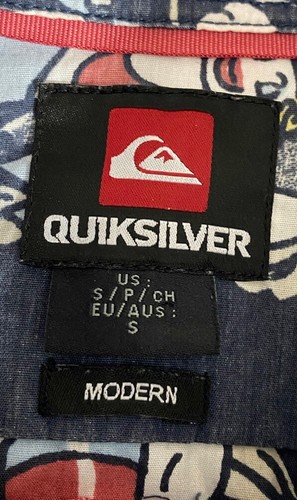 QUIKSILVER
US:
S/P/CH
EU/AUS:
S
MODERN